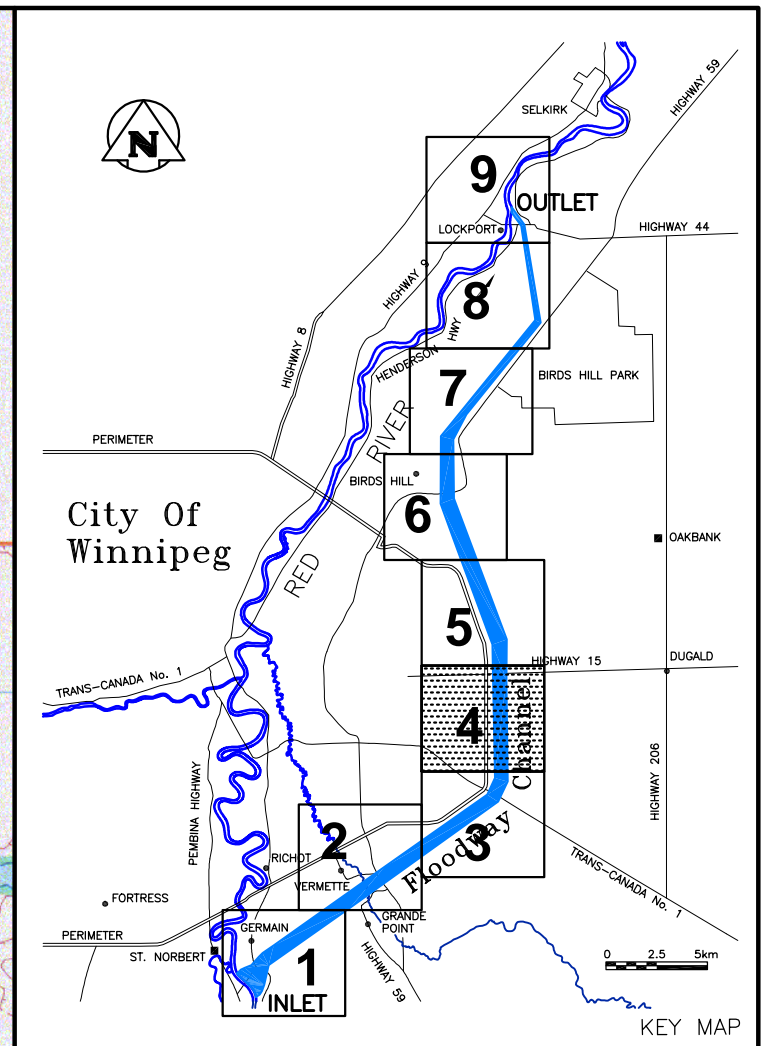 HIGHWAY 59
SELKIRK
N
9
OUTLET
LOCKPORT
HIGHWAY 44
HIGHWAY 9
8
HIGHWAY 8
HENDERSON HWY
7
BIRDS HILL PARK
RIVER
PERIMETER
BIRDS HILL
6
City Of
Winnipeg
OAKBANK
RED
5
HIGHWAY 15
DUGALD
TRANS-CANADA No. 1
4
Channel
HIGHWAY 206
PEMBINA HIGHWAY
2
3
Floodway
RICHOT
VERMETTE
TRANS-CANADA No. 1
FORTRESS
GRANDE
POINT
GERMAIN
PERIMETER
ST. NORBERT
HIGHWAY 59
1
INLET
0 2.5 5km
KEY MAP